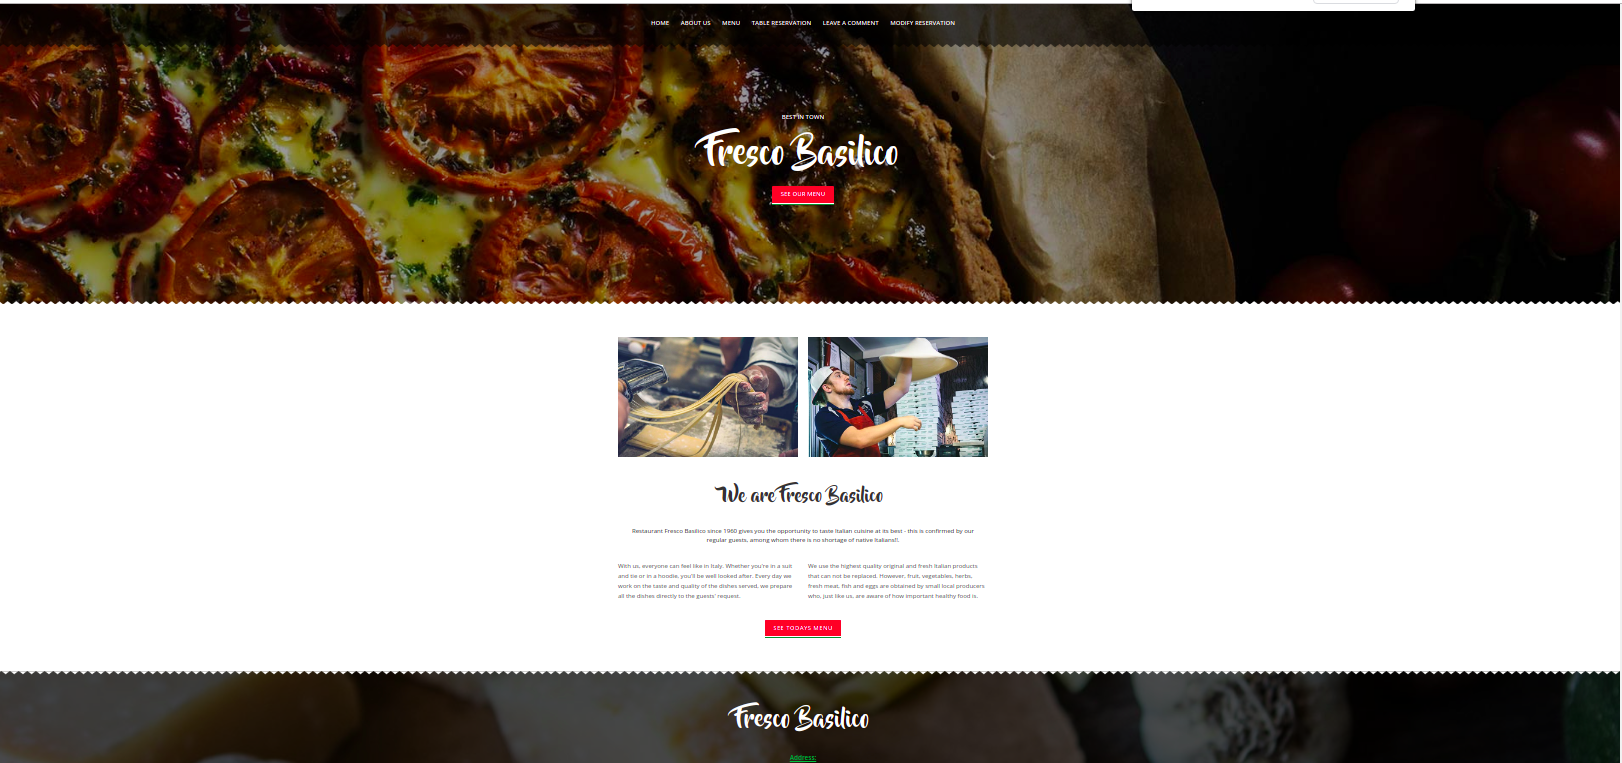 HOME ABOUT US MENU TABLE RESERVATION LEAVE A COMMENT MODIFY RESERVATION
BEST IN TOWN
Fresco Basilico
SEE OUR MENU
We are Fresco Basilico
Restaurant Fresco Basilico since 1960 gives you the opportunity to taste Italian cuisine at its best - this is confirmed by our
regular guests, among whom there is no shortage of native Italians!!.
With us, everyone can feel like in Italy. Whether you're in a suit
and tie or in a hoodie, you'll be well looked after. Every day we
work on the taste and quality of the dishes served, we prepare
all the dishes directly to the guests' request.
We use the highest quality original and fresh Italian products
that can not be replaced. However, fruit, vegetables, herbs,
fresh meat, fish and eggs are obtained by small local producers
who, just like us, are aware of how important healthy food is.
SEE TODAYS MENU
Fresco Basilico
Address: